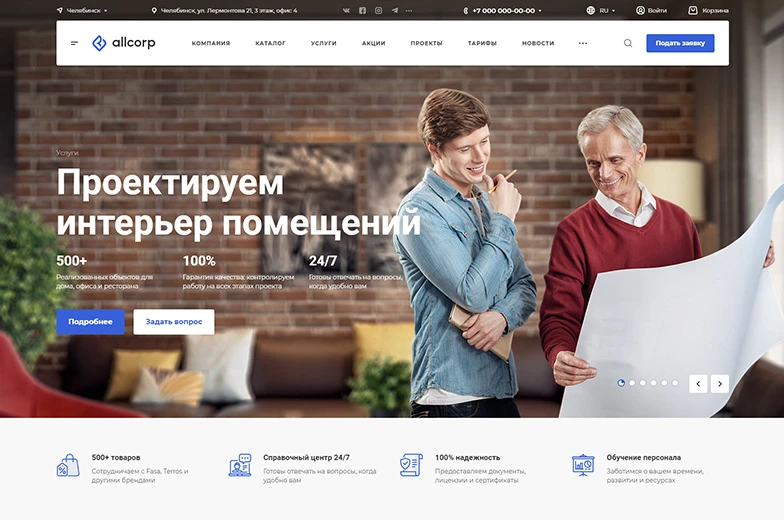 Челябинск
Челябинск, ул. Лермонтова 21, 3 этаж, офис 4
+7 000 000-00-00
RU
Войти
Корзина
allcorp
КОМПАНИЯ
КАТАЛОГ
УСЛУГИ
АКЦИИ
ПРОЕКТЫ
ТАРИФЫ
НОВОСТИ
Подать заявку
Услуги
Проектируем
интерьер помещений
500+
Реализованных объектов для
дома, офиса и ресторана
100%
Гарантия качества: контролируем
работу на всех этапах проекта
24/7
Готовы отвечать на вопросы,
когда удобно вам
Подробнее
Задать вопрос
500+ товаров
Сотрудничаем с Fasa, Terros и
другими брендами
Справочный центр 24/7
Готовы отвечать на вопросы, когда
удобно вам
100% надежность
Предоставляем документы,
лицензии и сертификаты
Обучение персонала
Заботимся о вашем времени,
развитии и ресурсах